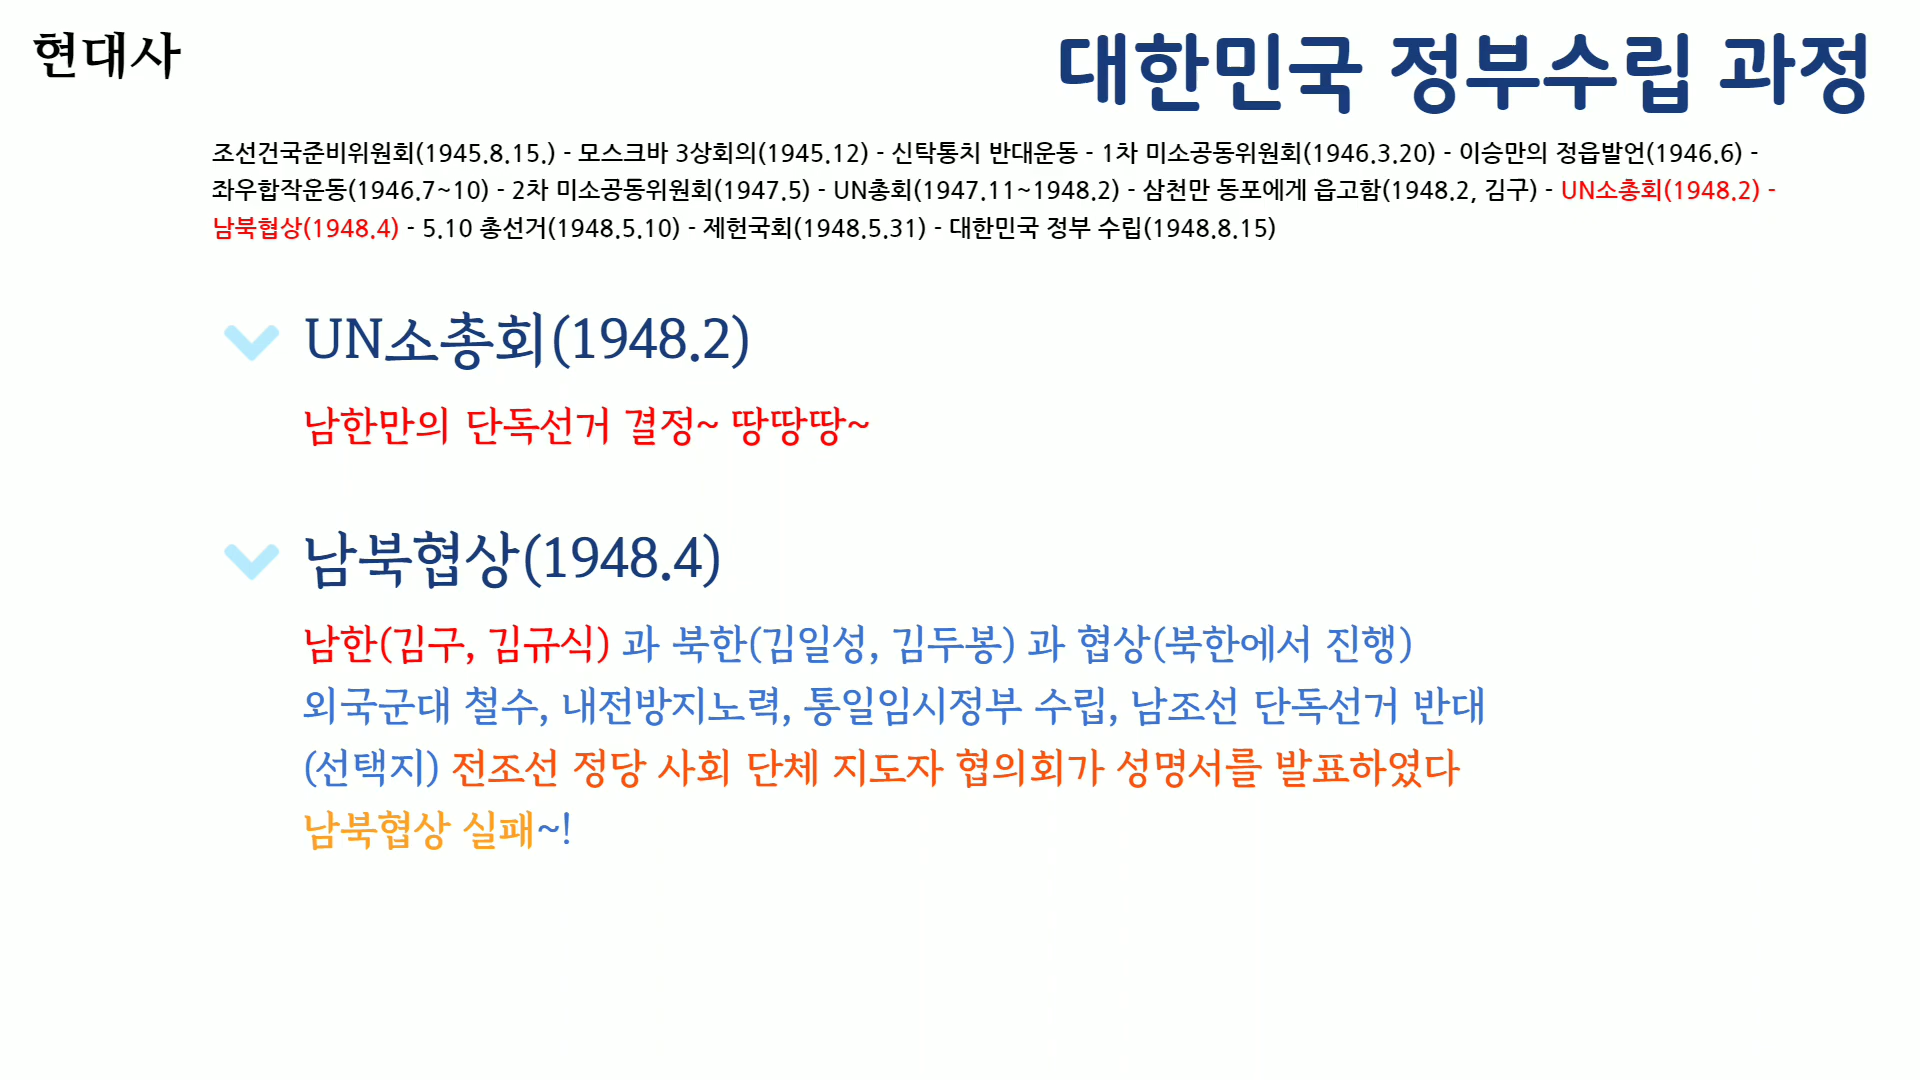 현대사
대한민국 정부수립 과정
조선건국준비위원회(1945.8.15.) - 모스크바 3상회의(1945.12) - 신탁통치 반대운동 - 1차 미소공동위원회(1946.3.20) - 이승만의 정읍발언(1946.6) -
좌우합작운동(1946.7~10) - 2차 미소공동위원회(1947.5) - UN총회(1947.11~1948.2) - 삼천만 동포에게 읍고함(1948.2, 김구) - UN소총회(1948.2) -
남북협상(1948.4) - 5.10 총선거(1948.5.10) - 제헌국회(1948.5.31) - 대한민국 정부 수립(1948.8.15)
UN소총회(1948.2)
남한만의 단독선거 결정~ 땅땅땅~
남북협상(1948.4)
남한(김구, 김규식) 과 북한(김일성, 김두봉) 과 협상(북한에서 진행)
외국군대 철수, 내전방지노력, 통일임시정부 수립, 남조선 단독선거 반대
(선택지) 전조선 정당 사회 단체 지도자 협의회가 성명서를 발표하였다
남북협상 실패~!